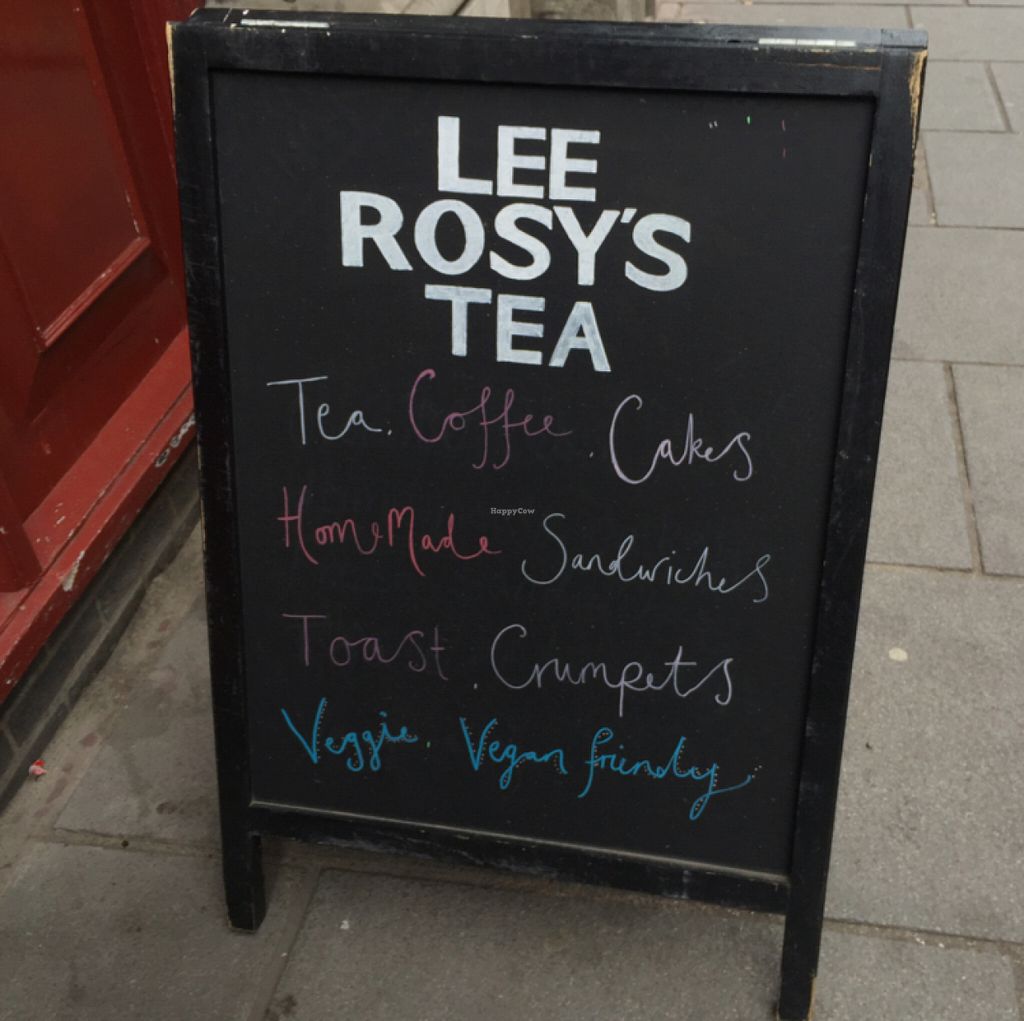 LEE
ROSY'S
TEA
Tea. Coffee. Cakes
HomeMade Sandwiches
HappyCow
Toast. Crumpets
Veggie. Vegan friendly